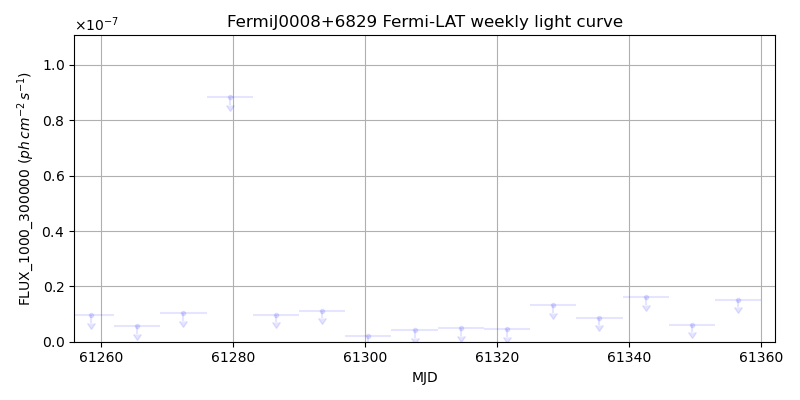 FermiJ0008+6829 Fermi-LAT weekly light curve
×10⁻⁷
1.0
0.8
0.6
0.4
0.2
0.0
FLUX_1000_300000 (ph cm⁻² s⁻¹)
61260 61280 61300 61320 61340 61360
MJD